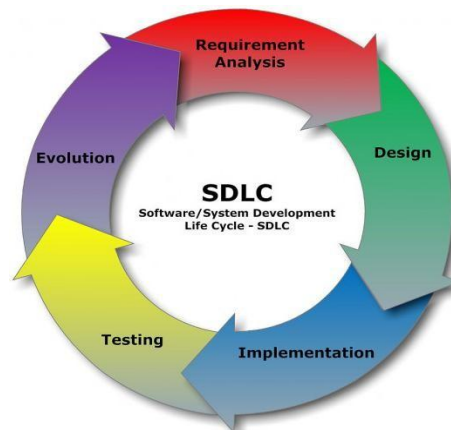 Requirement
Analysis
Design
Evolution
SDLC
Software/System Development
Life Cycle - SDLC
Testing
Implementation